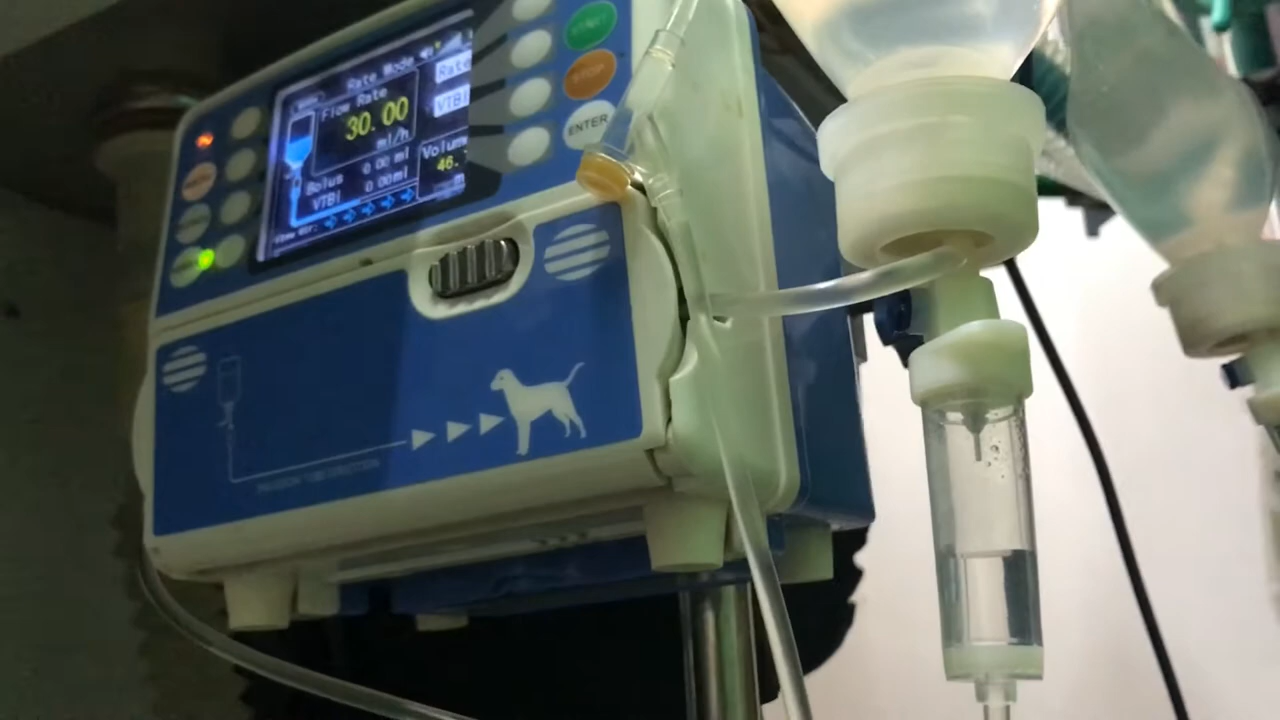 Rate Mode
Flow Rate
30.00
ml/h
Rate
VTBI
Bolus 0.00 ml
VTBI 0.00ml
Volum
46.
START
STOP
ENTER